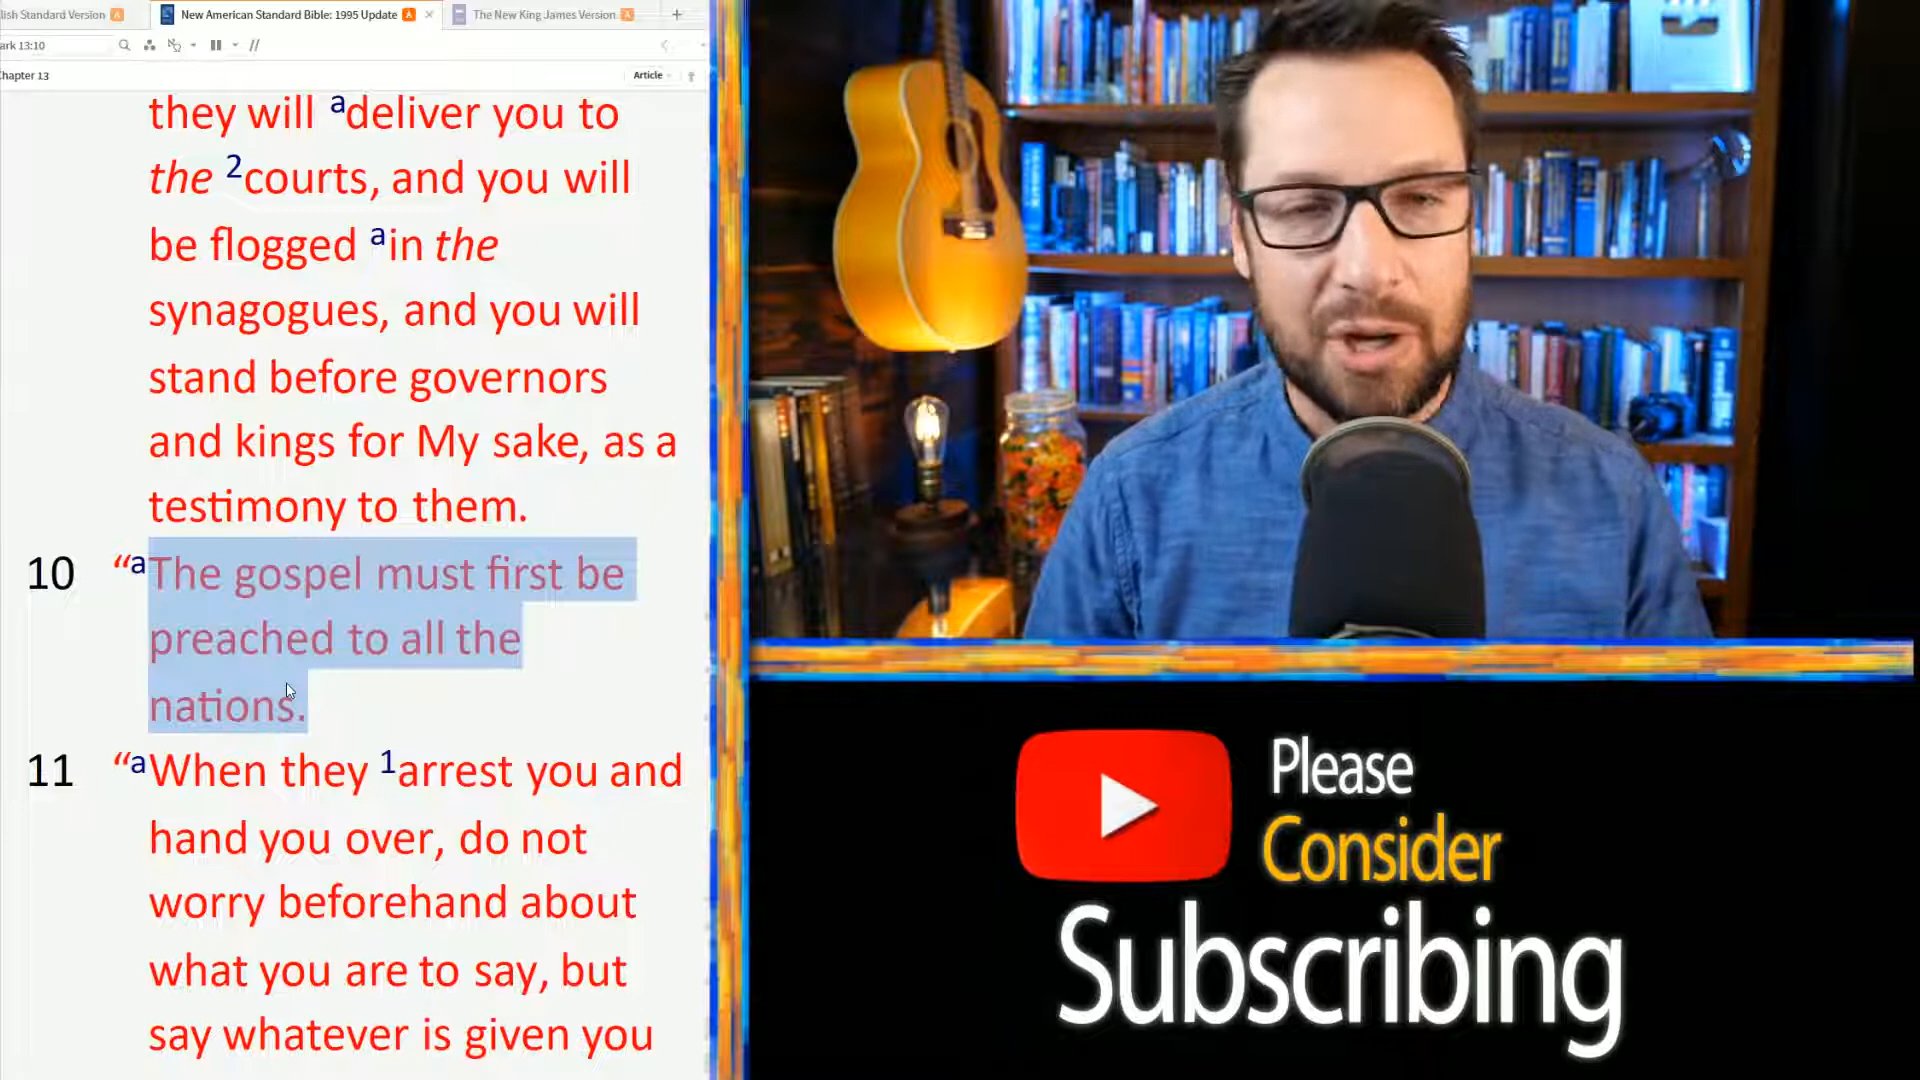 lish Standard Version A
New American Standard Bible: 1995 Update A
The New King James Version A
ark 13:10
hapter 13
Article
they will adeliver you to
the 2courts, and you will
be flogged ain the
synagogues, and you will
stand before governors
and kings for My sake, as a
testimony to them.
10 “aThe gospel must first be
preached to all the
nations.
11 “aWhen they 1arrest you and
hand you over, do not
worry beforehand about
what you are to say, but
say whatever is given you
Please
Consider
Subscribing